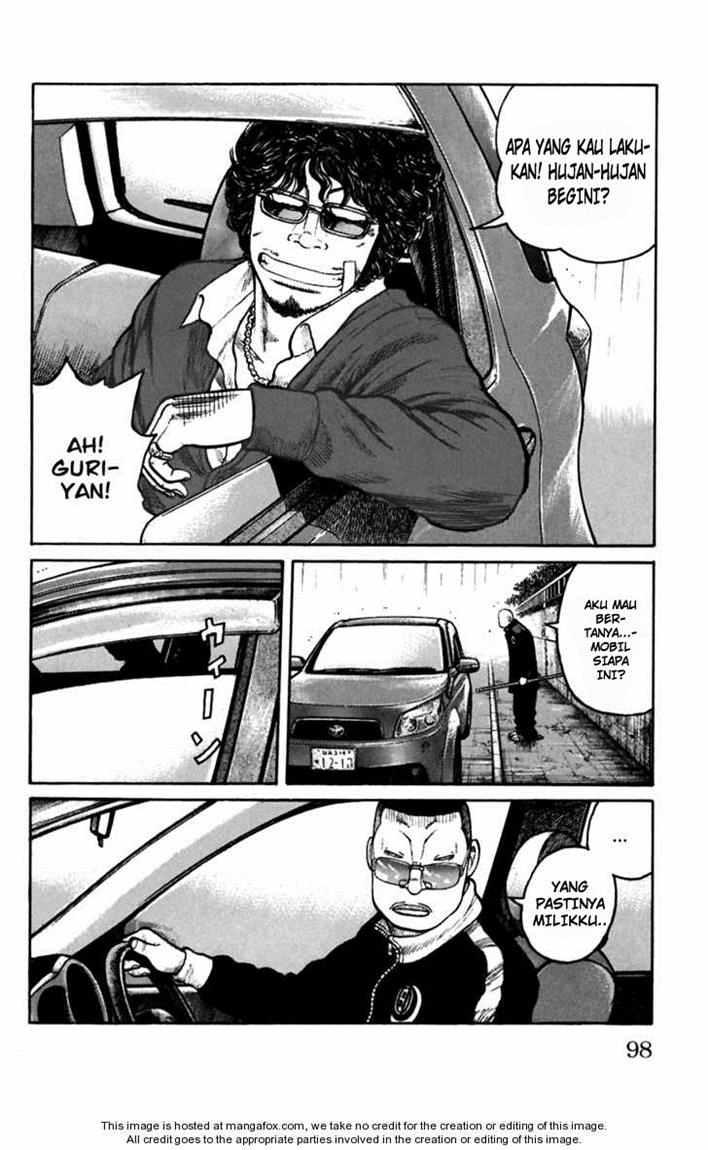 APA YANG KAU LAKU-
KAN! HUJAN-HUJAN
BEGINI?
AH!
GURI-
YAN!
ウィーン
AKU MAU
BER-
TANYA...-
MOBIL
SIAPA
INI?
12-10
...
YANG
PASTINYA
MILIKKU..
98
This image is hosted at mangafox.com, we take no credit for the creation or editing of this image.
All credit goes to the appropriate parties involved in the creation or editing of this image.